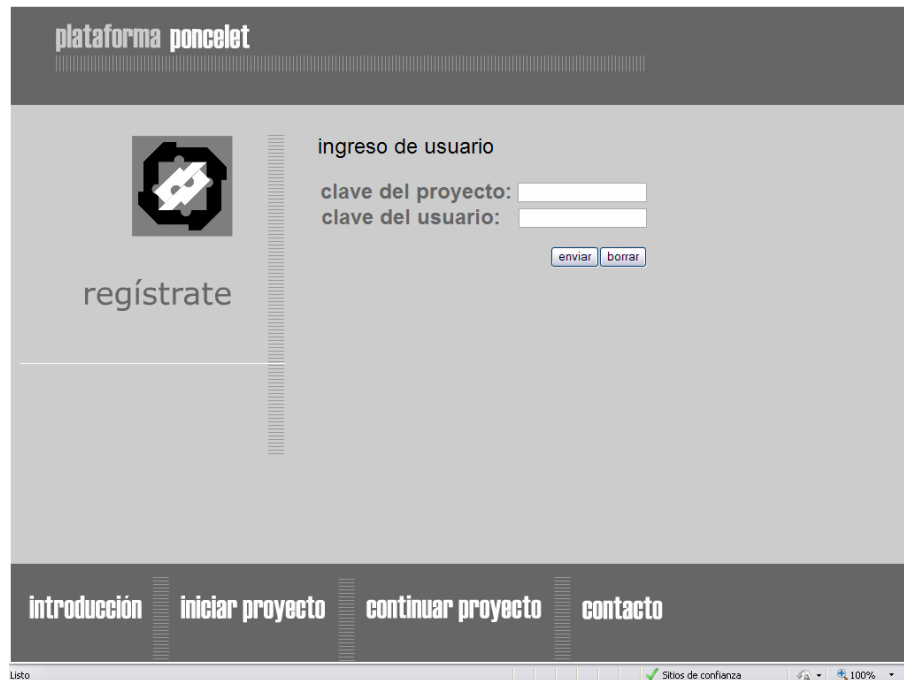 plataforma poncelet
ingreso de usuario
clave del proyecto:
clave del usuario:
enviar borrar
regístrate
introducción iniciar proyecto continuar proyecto contacto
Listo Sitios de confianza 100%